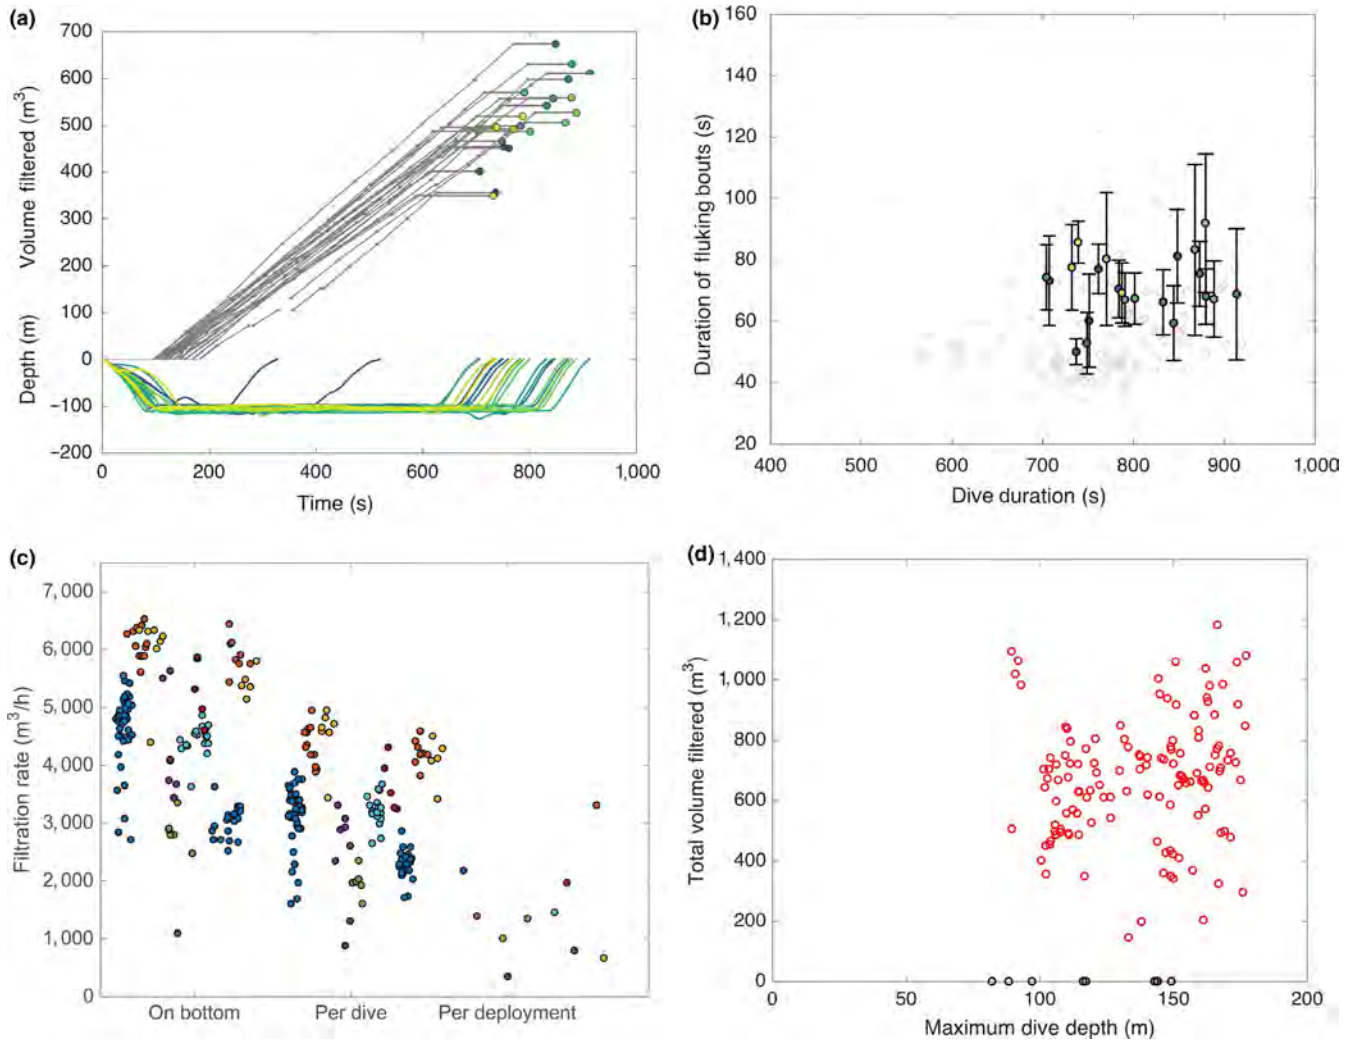 (a)
700
600
500
400
300
200
100
0
−100
−200
Volume filtered (m3)
Depth (m)
0 200 400 600 800 1,000
Time (s)
(b)
160
140
120
100
80
60
40
20
Duration of fluking bouts (s)
400 500 600 700 800 900 1,000
Dive duration (s)
(c)
7,000
6,000
5,000
4,000
3,000
2,000
1,000
0
Filtration rate (m3/h)
On bottom Per dive Per deployment
(d)
1,400
1,200
1,000
800
600
400
200
0
Total volume filtered (m3)
0 50 100 150 200
Maximum dive depth (m)